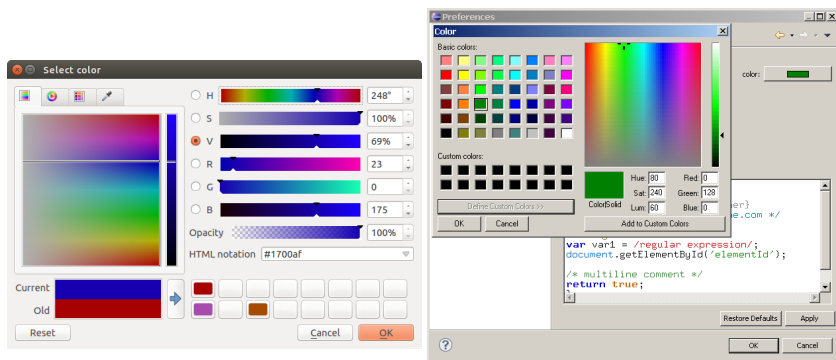 Select color
H 248°
S 100%
V 69%
R 23
G 0
B 175
Opacity 100%
HTML notation #1700af
Current
Old
Reset Cancel OK
Preferences
Color
Basic colors:
Custom colors:
Define Custom Colors >>
OK Cancel
Color|Solid
Hue: 80 Red: 0
Sat: 240 Green: 128
Lum: 60 Blue: 0
Add to Custom Colors
color:
e.com */
var var1 = /regular expression/;
document.getElementById('elementId');
/* multiline comment */
return true;
Restore Defaults Apply
? OK Cancel